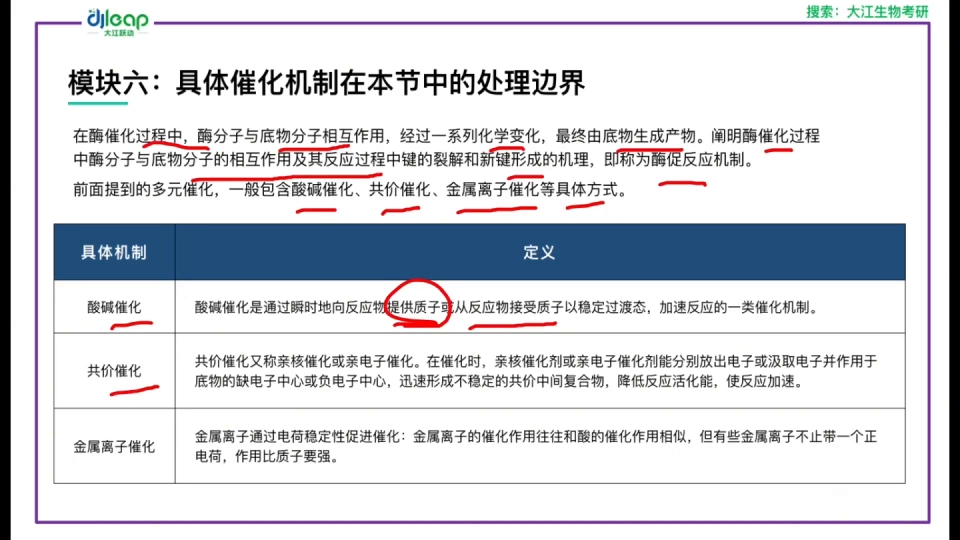 djleap
大江跃动
搜索：大江生物考研
模块六：具体催化机制在本节中的处理边界
在酶催化过程中，酶分子与底物分子相互作用，经过一系列化学变化，最终由底物生成产物。阐明酶催化过程
中酶分子与底物分子的相互作用及其反应过程中键的裂解和新键形成的机理，即称为酶促反应机制。
前面提到的多元催化，一般包含酸碱催化、共价催化、金属离子催化等具体方式。
具体机制
定义
酸碱催化
酸碱催化是通过瞬时地向反应物提供质子或从反应物接受质子以稳定过渡态，加速反应的一类催化机制。
共价催化
共价催化又称亲核催化或亲电子催化。在催化时，亲核催化剂或亲电子催化剂能分别放出电子或汲取电子并作用于
底物的缺电子中心或负电子中心，迅速形成不稳定的共价中间复合物，降低反应活化能，使反应加速。
金属离子催化
金属离子通过电荷稳定性促进催化：金属离子的催化作用往往和酸的催化作用相似，但有些金属离子不止带一个正
电荷，作用比质子要强。